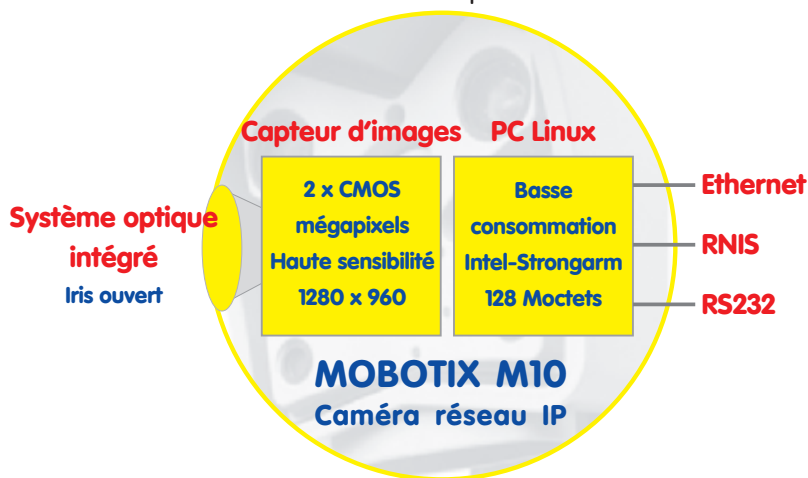 Capteur d'images
PC Linux
2 x CMOS
mégapixels
Haute sensibilité
1280 x 960
Basse
consommation
Intel-Strongarm
128 Moctets
Système optique
intégré
Iris ouvert
Ethernet
RNIS
RS232
MOBOTIX M10
Caméra réseau IP